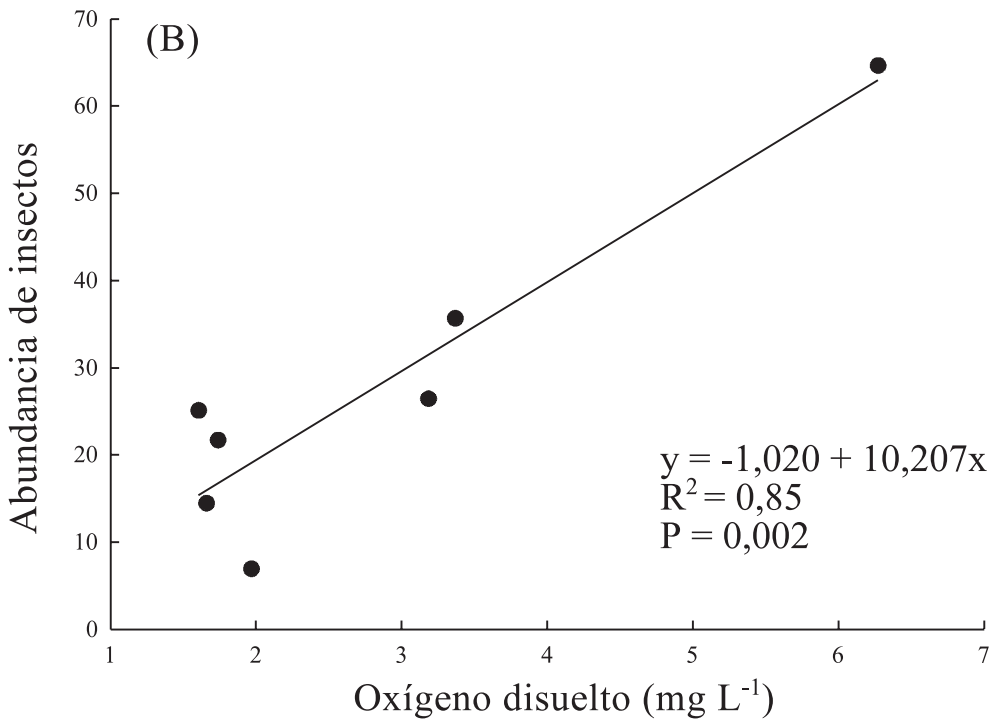 (B)
Abundancia de insectos
70
60
50
40
30
20
10
0
y = -1,020 + 10,207x
R² = 0,85
P = 0,002
1 2 3 4 5 6 7
Oxígeno disuelto (mg L⁻¹)